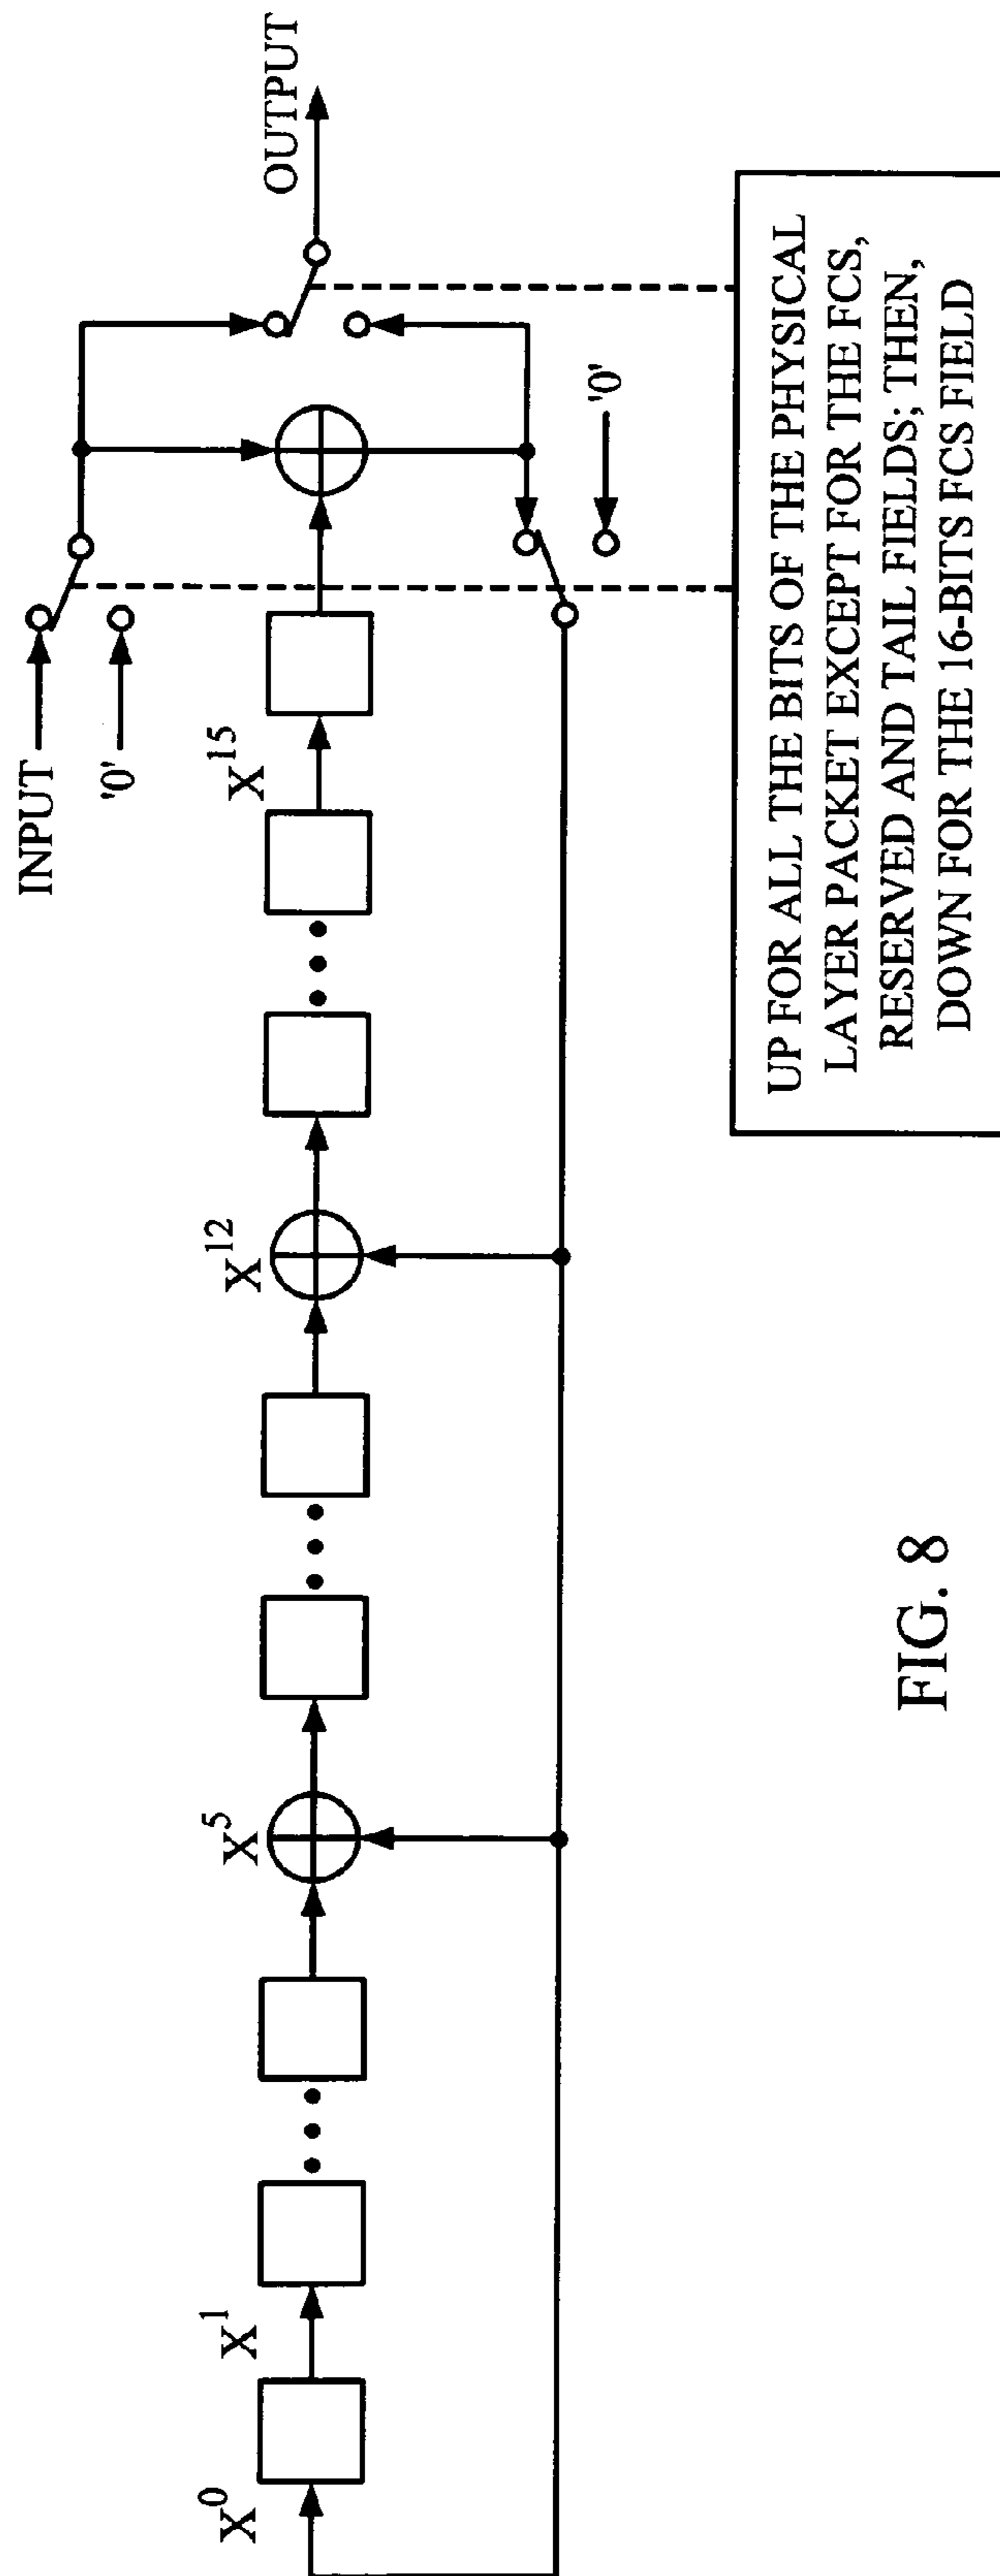 INPUT
'0'
OUTPUT
X^0
X^1
X^5
X^12
X^15
'0'
UP FOR ALL THE BITS OF THE PHYSICAL
LAYER PACKET EXCEPT FOR THE FCS,
RESERVED AND TAIL FIELDS; THEN,
DOWN FOR THE 16-BITS FCS FIELD
FIG. 8